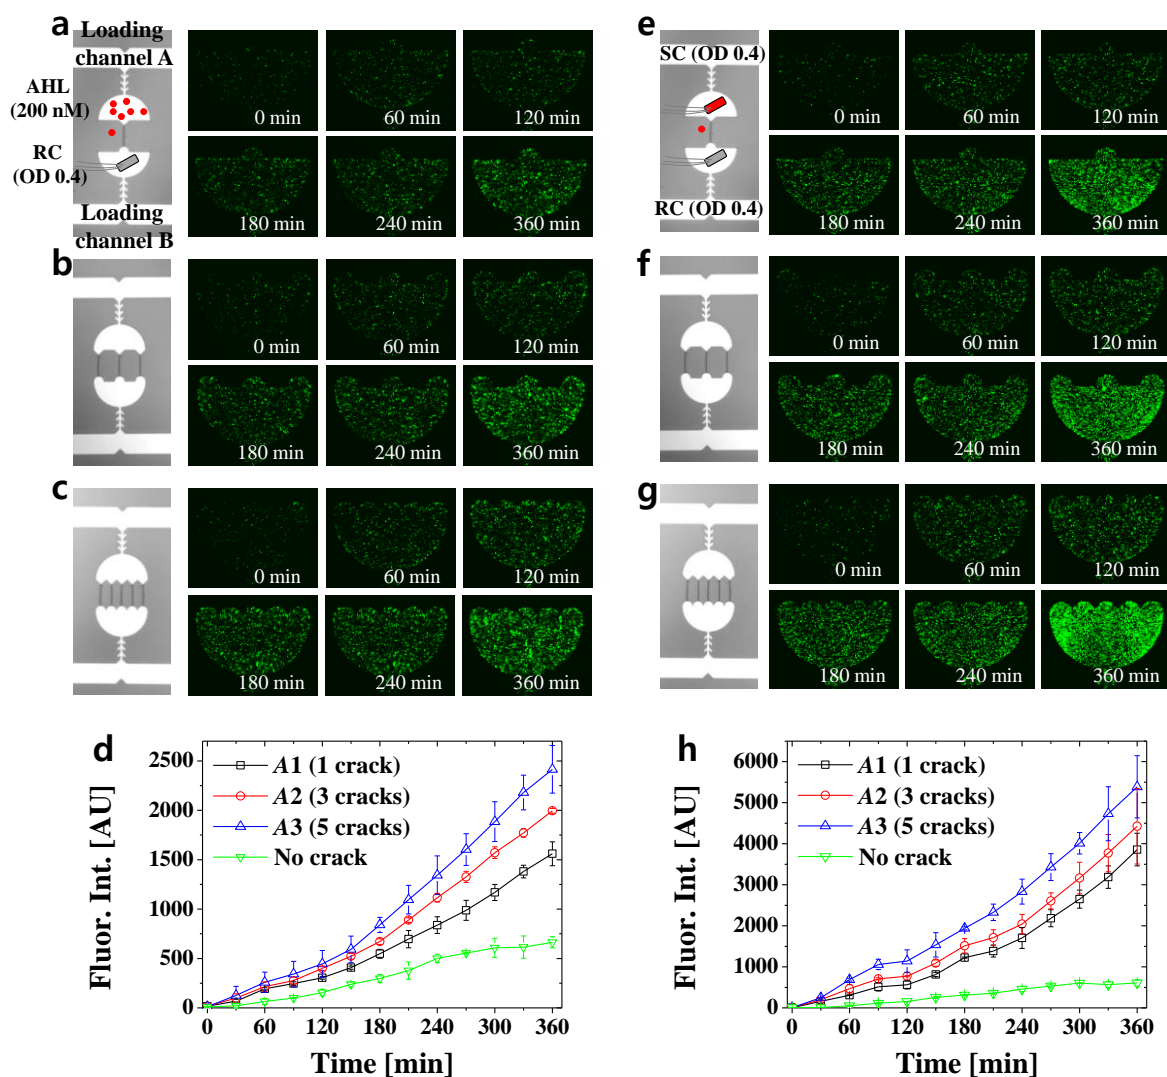 a
Loading
channel A
AHL
(200 nM)
RC
(OD 0.4)
Loading
channel B
0 min
60 min
120 min
180 min
240 min
360 min
b
0 min
60 min
120 min
180 min
240 min
360 min
c
0 min
60 min
120 min
180 min
240 min
360 min
d
Fluor. Int. [AU]
2500
2000
1500
1000
500
0
A1 (1 crack)
A2 (3 cracks)
A3 (5 cracks)
No crack
0 60 120 180 240 300 360
Time [min]
e
SC (OD 0.4)
RC (OD 0.4)
0 min
60 min
120 min
180 min
240 min
360 min
f
0 min
60 min
120 min
180 min
240 min
360 min
g
0 min
60 min
120 min
180 min
240 min
360 min
h
Fluor. Int. [AU]
6000
5000
4000
3000
2000
1000
0
A1 (1 crack)
A2 (3 cracks)
A3 (5 cracks)
No crack
0 60 120 180 240 300 360
Time [min]